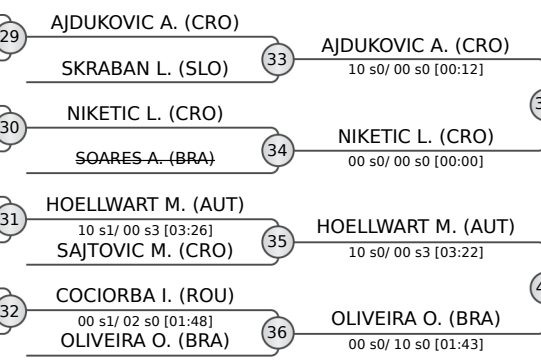 AJDUKOVIC A. (CRO)
29
SKRABAN L. (SLO)
33
AJDUKOVIC A. (CRO)
10 s0/ 00 s0 [00:12]
NIKETIC L. (CRO)
30
SOARES A. (BRA)
34
NIKETIC L. (CRO)
00 s0/ 00 s0 [00:00]
HOELLWART M. (AUT)
31
10 s1/ 00 s3 [03:26]
SAJTOVIC M. (CRO)
35
HOELLWART M. (AUT)
10 s0/ 00 s3 [03:22]
COCIORBA I. (ROU)
32
00 s1/ 02 s0 [01:48]
OLIVEIRA O. (BRA)
36
OLIVEIRA O. (BRA)
00 s0/ 10 s0 [01:43]